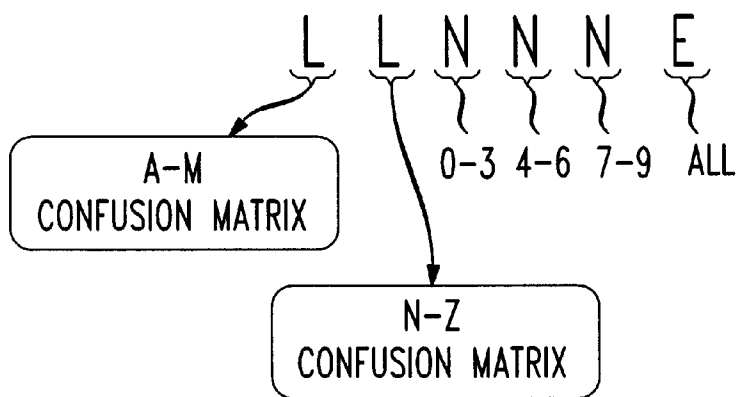 L L N N N E
0-3 4-6 7-9 ALL
A-M
CONFUSION MATRIX
N-Z
CONFUSION MATRIX